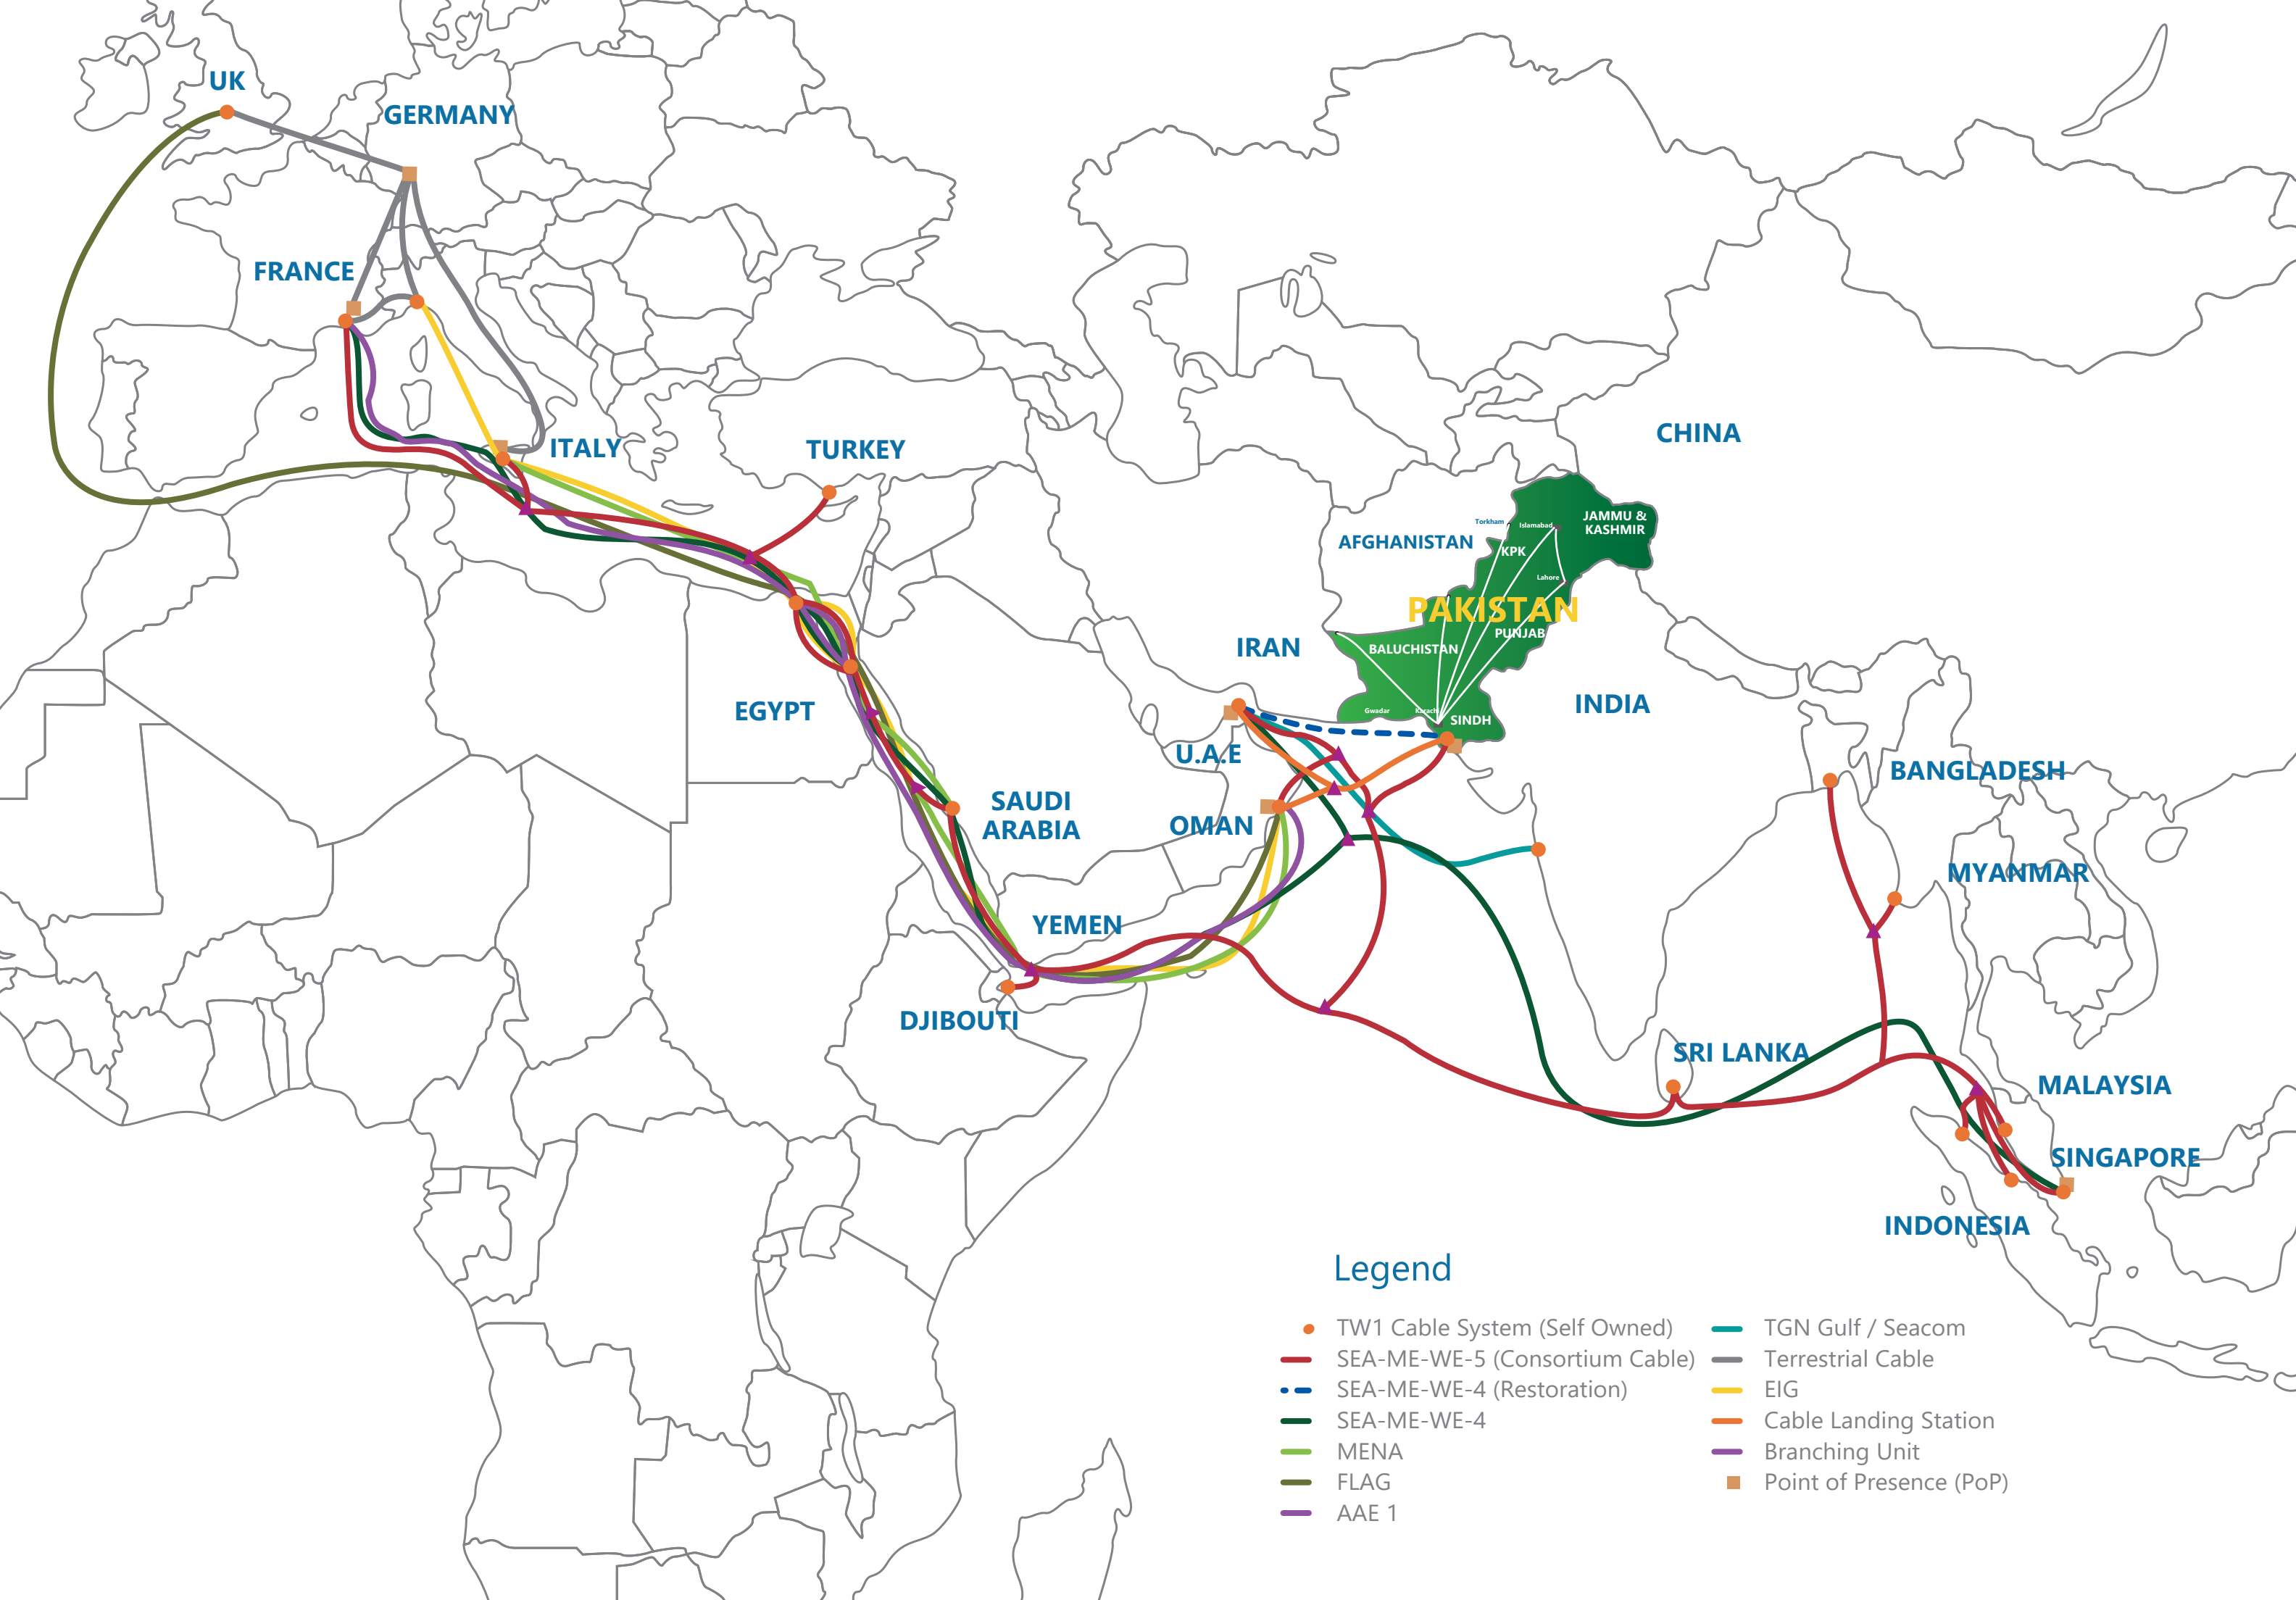 UK
GERMANY
FRANCE
ITALY
TURKEY
CHINA
AFGHANISTAN
Torkham
Islamabad
JAMMU &
KASHMIR
KPK
Lahore
PAKISTAN
PUNJAB
BALUCHISTAN
IRAN
Gwadar
Karachi
SINDH
INDIA
EGYPT
U.A.E
BANGLADESH
SAUDI
ARABIA
OMAN
MYANMAR
YEMEN
DJIBOUTI
SRI LANKA
MALAYSIA
SINGAPORE
INDONESIA
Legend
TW1 Cable System (Self Owned)
SEA-ME-WE-5 (Consortium Cable)
SEA-ME-WE-4 (Restoration)
SEA-ME-WE-4
MENA
FLAG
AAE 1
TGN Gulf / Seacom
Terrestrial Cable
EIG
Cable Landing Station
Branching Unit
Point of Presence (PoP)